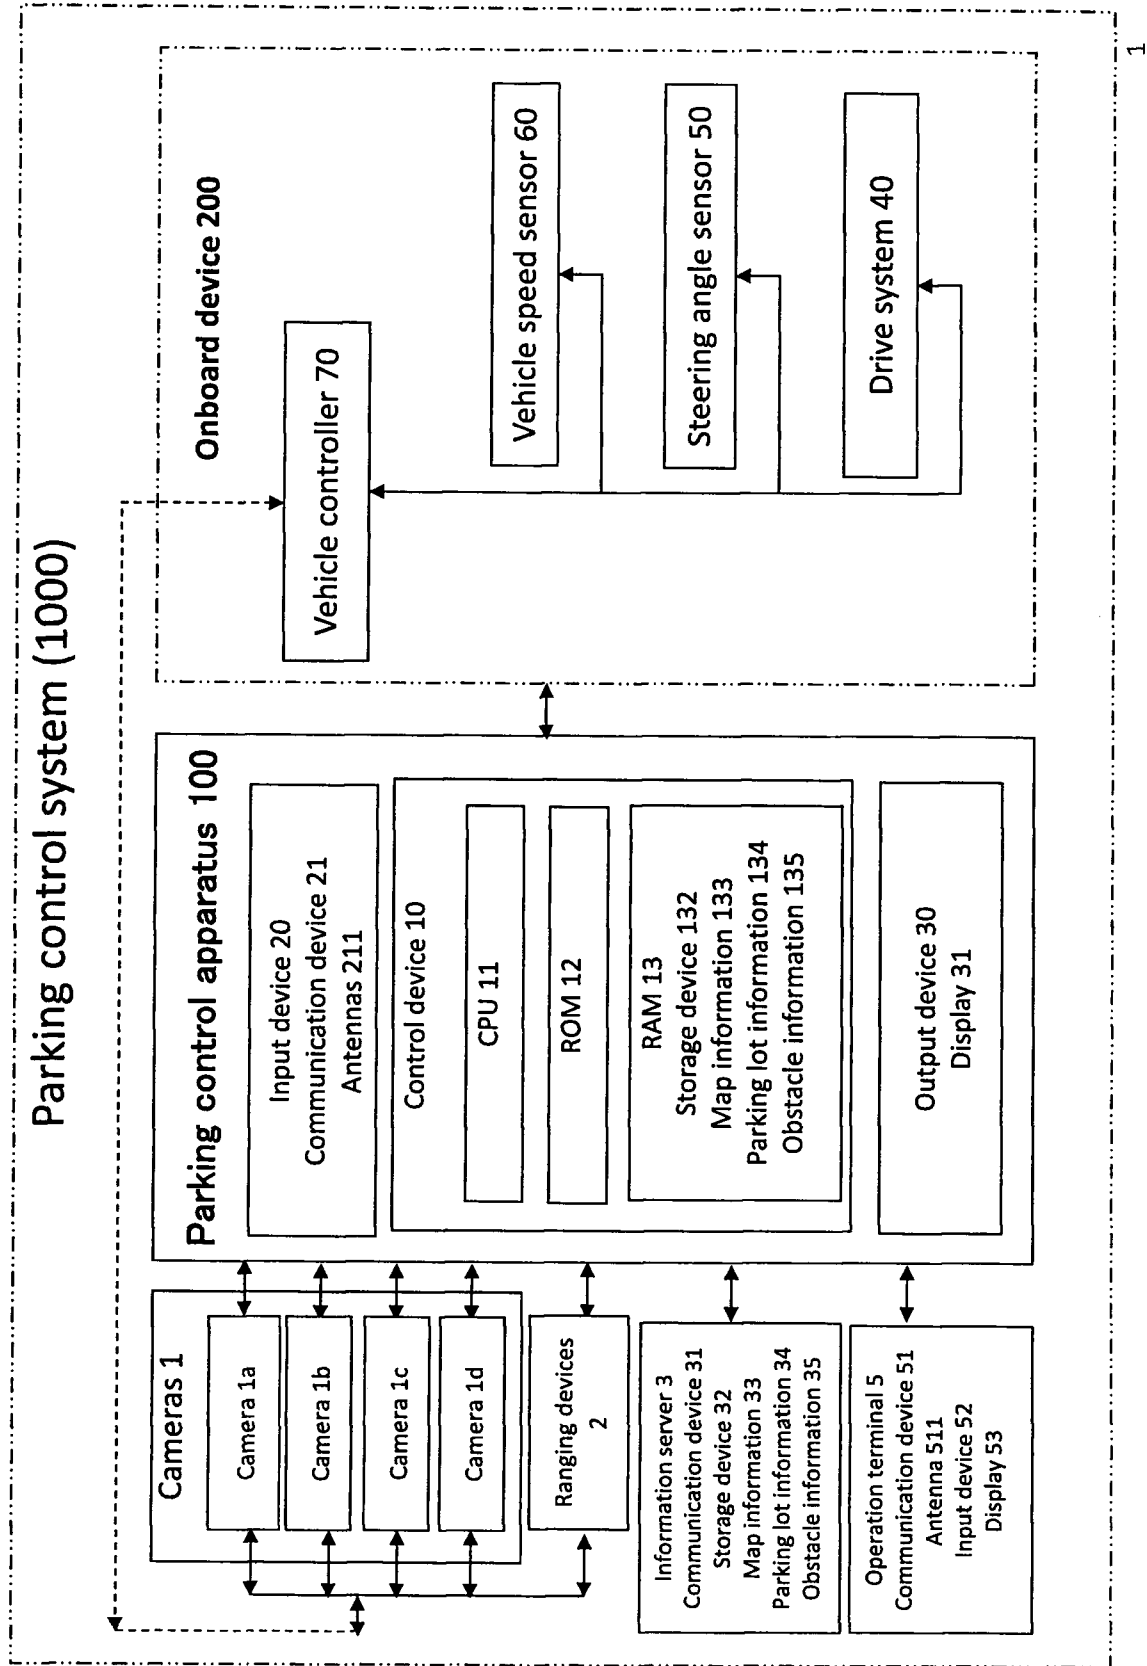 Parking control system (1000)
Cameras 1
Camera 1a
Camera 1b
Camera 1c
Camera 1d
Ranging devices
2
Information server 3
Communication device 31
Storage device 32
Map information 33
Parking lot information 34
Obstacle information 35
Operation terminal 5
Communication device 51
Antenna 511
Input device 52
Display 53
Parking control apparatus 100
Input device 20
Communication device 21
Antennas 211
Control device 10
CPU 11
ROM 12
RAM 13
Storage device 132
Map information 133
Parking lot information 134
Obstacle information 135
Output device 30
Display 31
Onboard device 200
Vehicle controller 70
Vehicle speed sensor 60
Steering angle sensor 50
Drive system 40
1